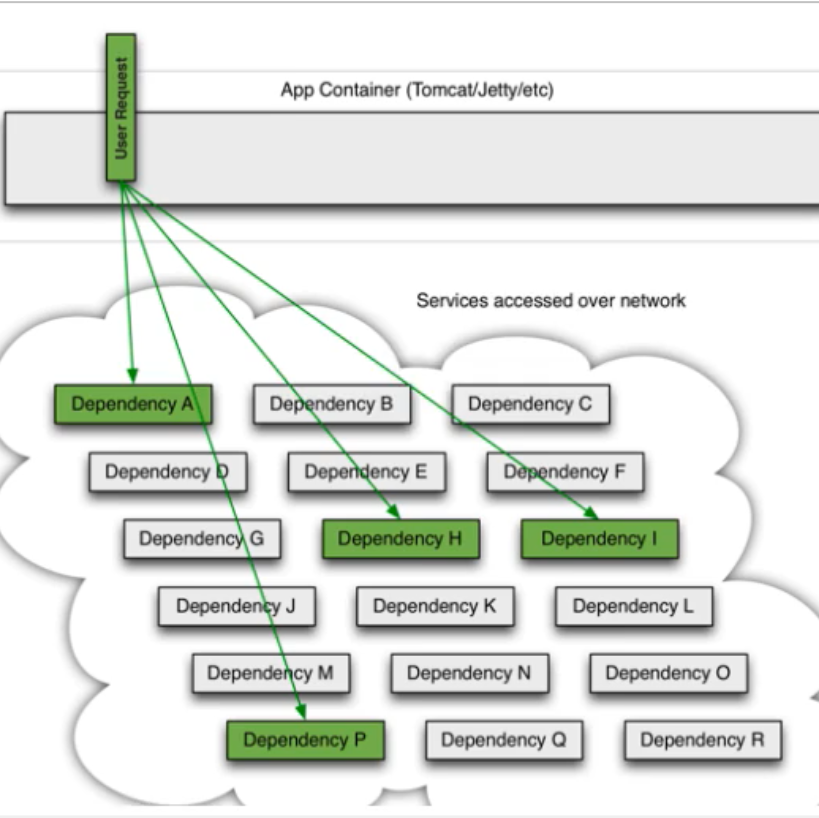 User Request
App Container (Tomcat/Jetty/etc)
Services accessed over network
Dependency A
Dependency B
Dependency C
Dependency D
Dependency E
Dependency F
Dependency G
Dependency H
Dependency I
Dependency J
Dependency K
Dependency L
Dependency M
Dependency N
Dependency O
Dependency P
Dependency Q
Dependency R